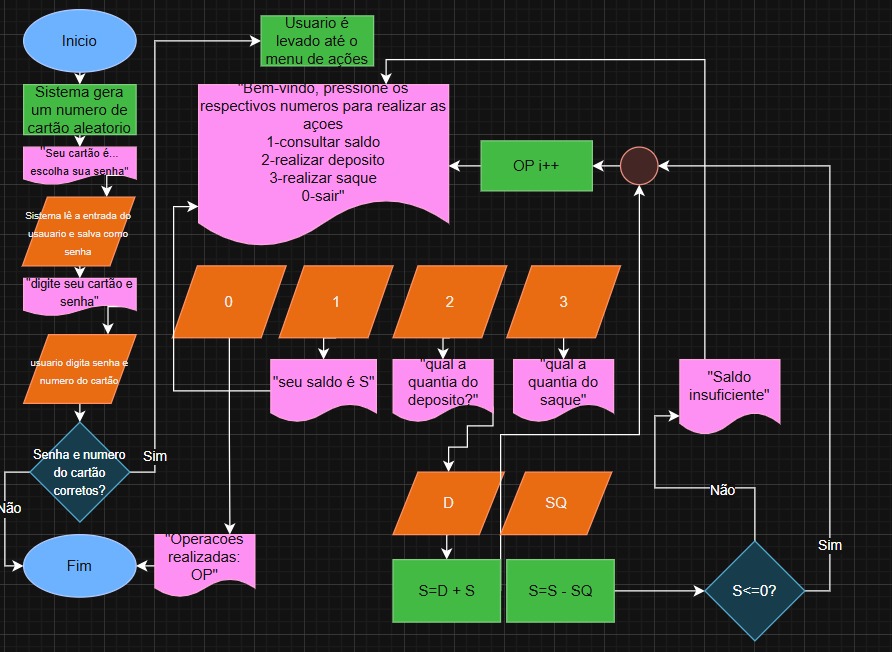 Inicio
Sistema gera
um numero de
cartão aleatorio
"Seu cartão é...
escolha sua senha"
Sistema lê a entrada do
usauario e salva como
senha
"digite seu cartão e
senha"
usuario digita senha e
numero do cartão
Senha e numero
do cartão
corretos?
Sim
Não
Fim
Usuario é
levado até o
menu de ações
"Bem-vindo, pressione os
respectivos numeros para realizar as
açoes
1-consultar saldo
2-realizar deposito
3-realizar saque
0-sair"
OP i++
0
1
2
3
"seu saldo é S"
"qual a
quantia do
deposito?"
"qual a
quantia do
saque"
"Saldo
insuficiente"
D
SQ
S=D + S
S=S - SQ
S<=0?
Não
Sim
"Operacoes
realizadas:
OP"